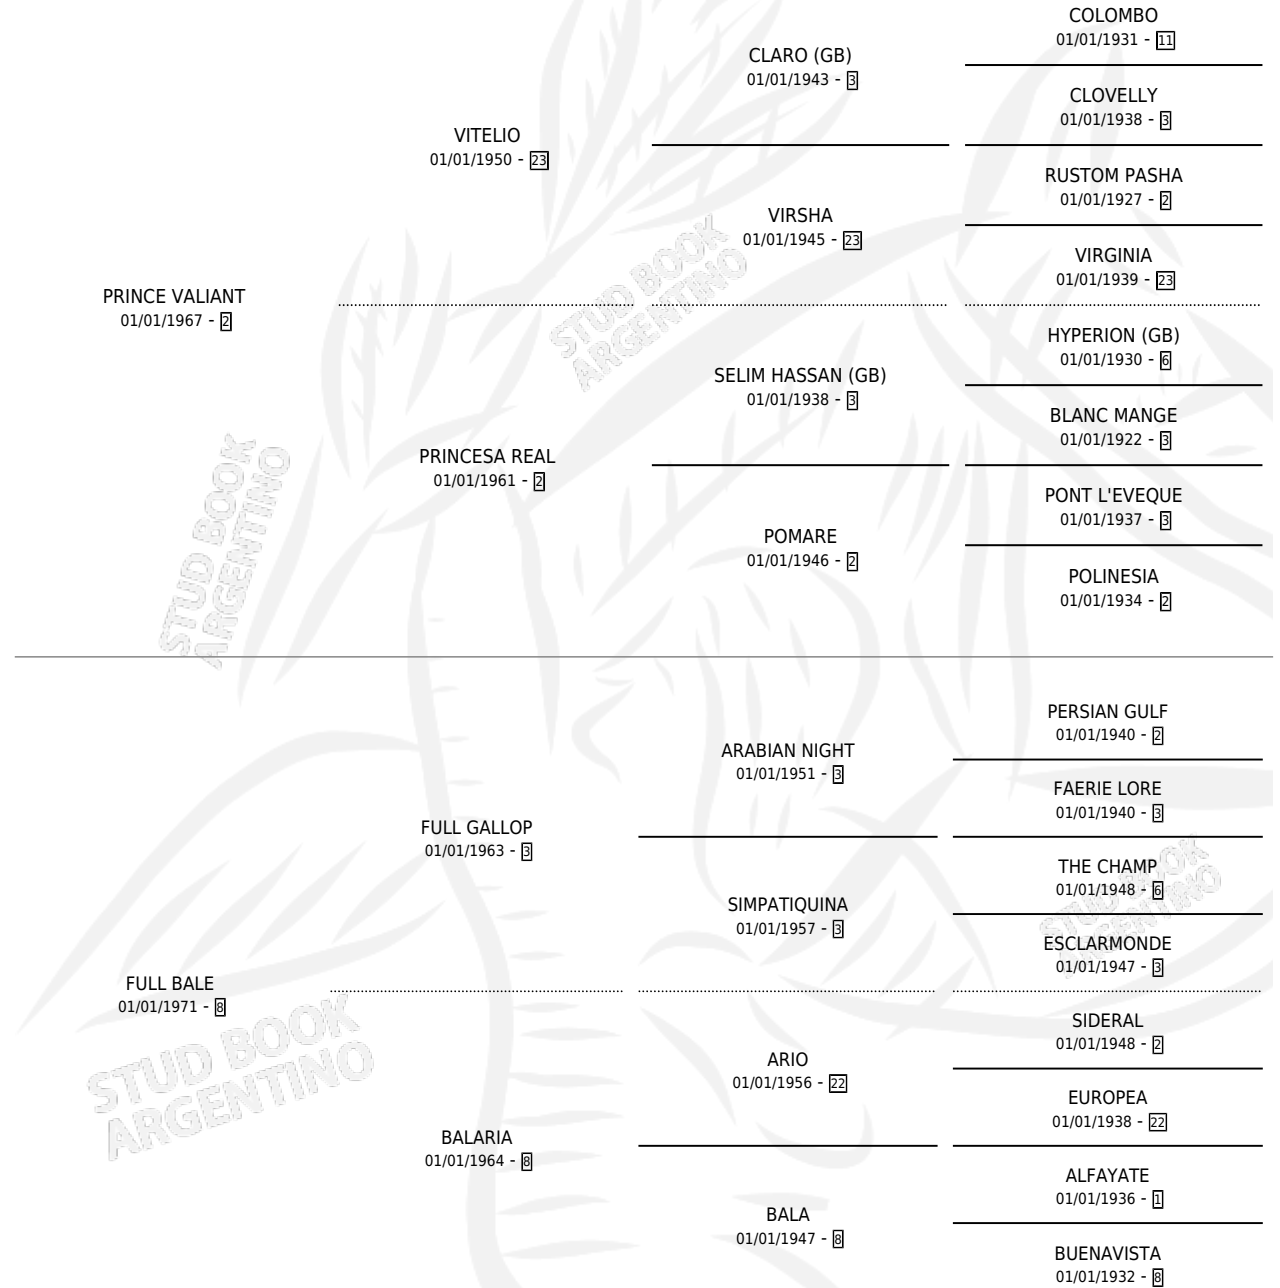 COLOMBO
01/01/1931 - 11
CLARO (GB)
01/01/1943 - 3
CLOVELLY
01/01/1938 - 3
VITELIO
01/01/1950 - 23
RUSTOM PASHA
01/01/1927 - 2
VIRSHA
01/01/1945 - 23
VIRGINIA
01/01/1939 - 23
PRINCE VALIANT
01/01/1967 - 2
STUD BOOK
ARGENTINO
HYPERION (GB)
01/01/1930 - 6
SELIM HASSAN (GB)
01/01/1938 - 3
BLANC MANGE
01/01/1922 - 3
PRINCESA REAL
01/01/1961 - 2
PONT L'EVEQUE
01/01/1937 - 3
POMARE
01/01/1946 - 2
POLINESIA
01/01/1934 - 2
STUD BOOK
ARGENTINO
PERSIAN GULF
01/01/1940 - 2
ARABIAN NIGHT
01/01/1951 - 3
FAERIE LORE
01/01/1940 - 3
FULL GALLOP
01/01/1963 - 3
THE CHAMP
01/01/1948 - 6
SIMPATIQUINA
01/01/1957 - 3
STUD BOOK
ARGENTINO
ESCLARMONDE
01/01/1947 - 3
FULL BALE
01/01/1971 - 8
SIDERAL
01/01/1948 - 2
STUD BOOK
ARGENTINO
ARIO
01/01/1956 - 22
EUROPEA
01/01/1938 - 22
BALARIA
01/01/1964 - 8
ALFAYATE
01/01/1936 - 1
BALA
01/01/1947 - 8
BUENAVISTA
01/01/1932 - 8